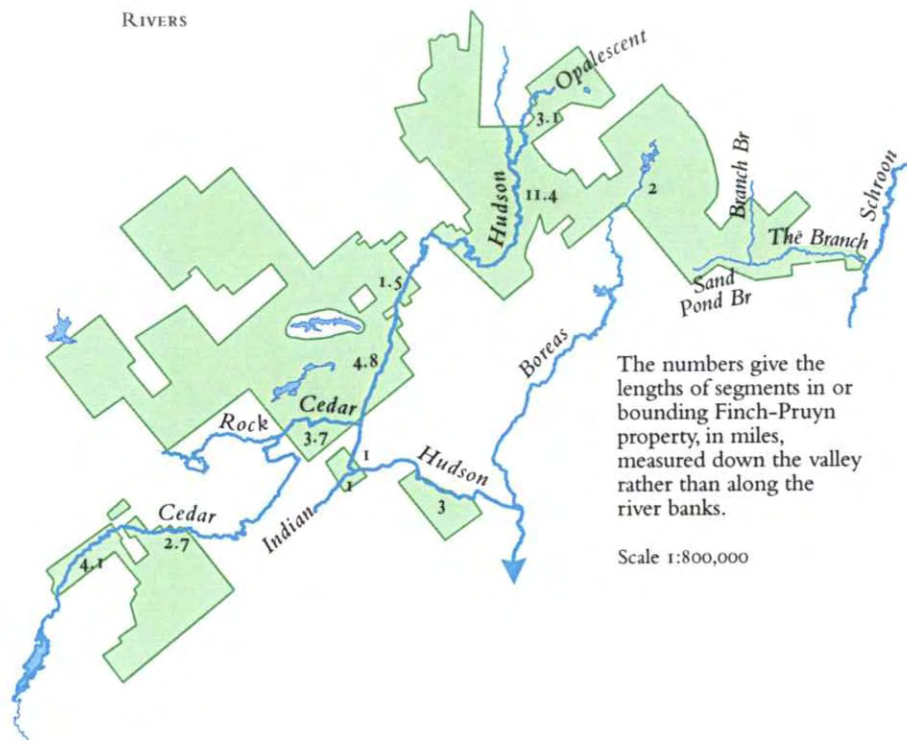 RIVERS
Opalescent
3.1
Hudson
11.4
2
Branch Br
Schroon
The Branch
Sand
Pond Br
1.5
4.8
Boreas
Rock
Cedar
3.7
1
Hudson
1
Indian
3
Cedar
2.7
4.1
The numbers give the
lengths of segments in or
bounding Finch-Pruyn
property, in miles,
measured down the valley
rather than along the
river banks.
Scale 1:800,000